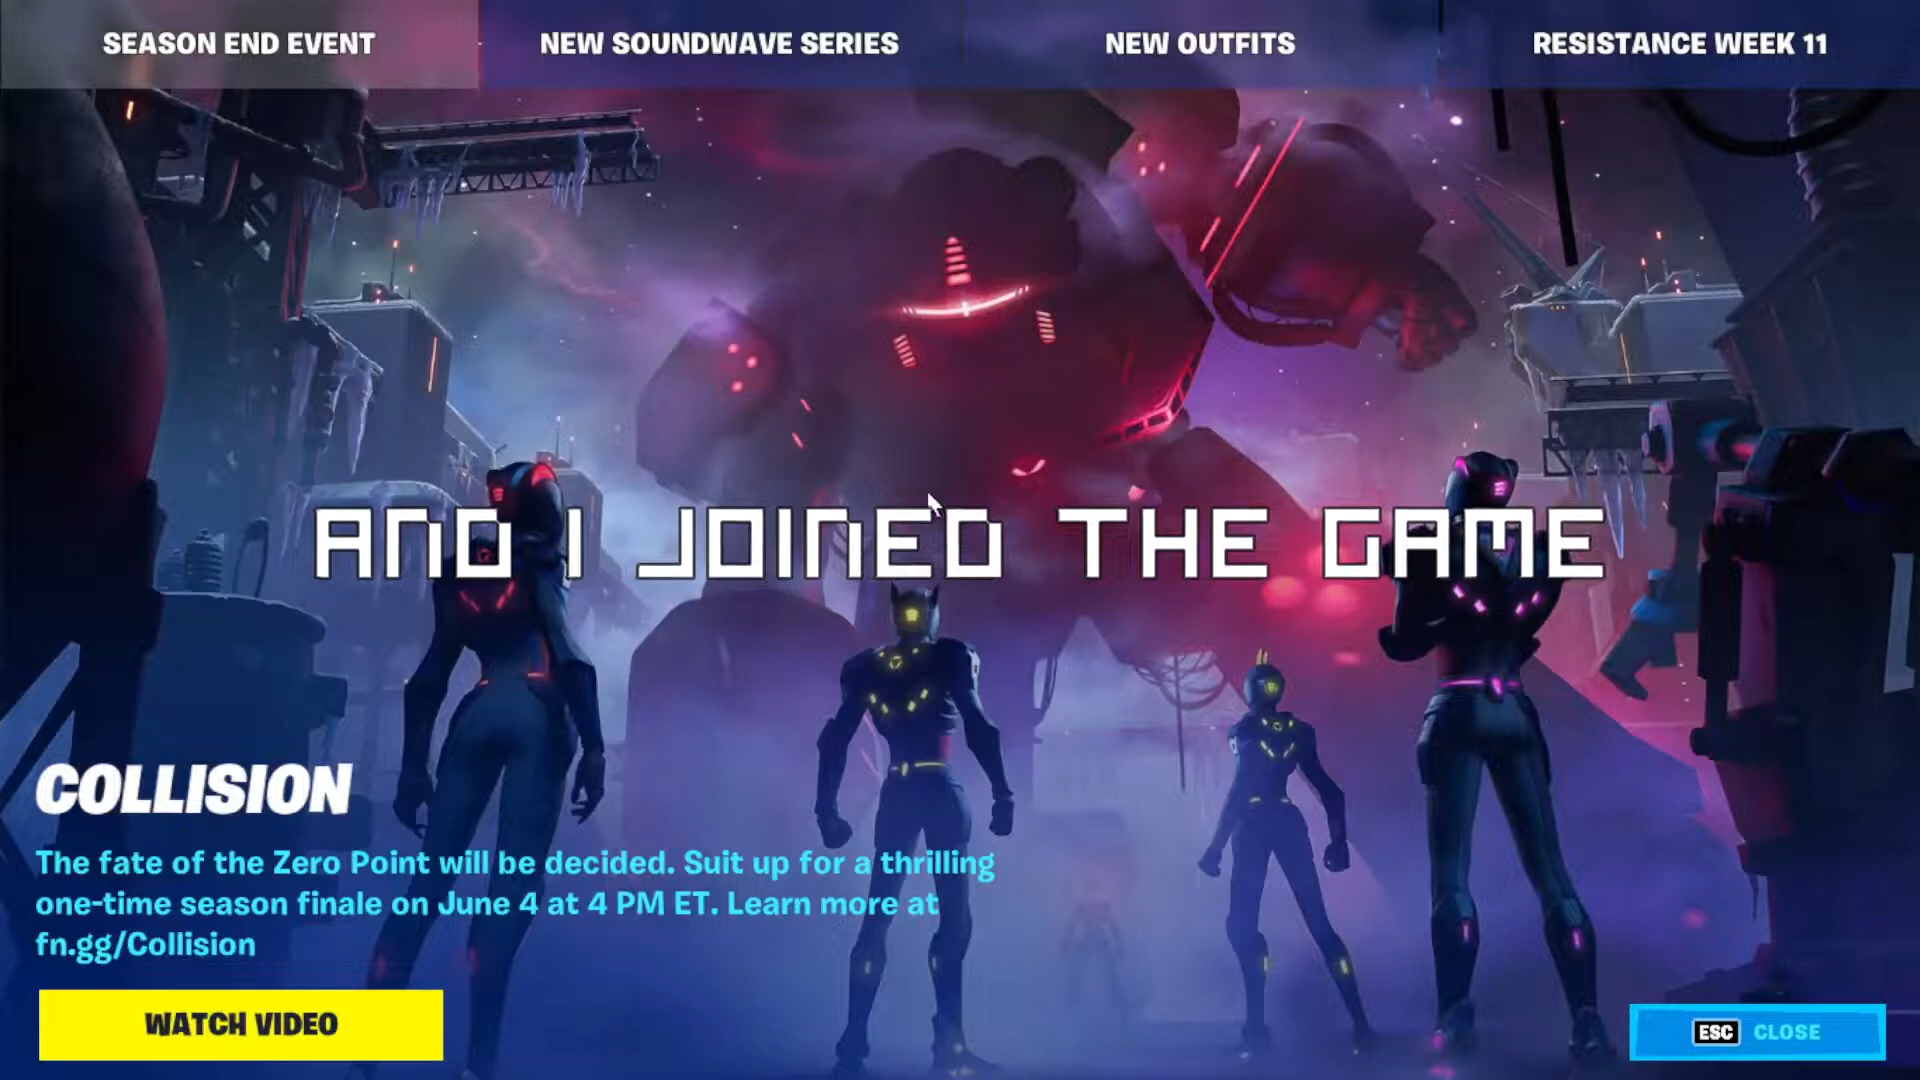 SEASON END EVENT
NEW SOUNDWAVE SERIES
NEW OUTFITS
RESISTANCE WEEK 11
AND I JOINED THE GAME
COLLISION
The fate of the Zero Point will be decided. Suit up for a thrilling
one-time season finale on June 4 at 4 PM ET. Learn more at
fn.gg/Collision
WATCH VIDEO
ESC CLOSE